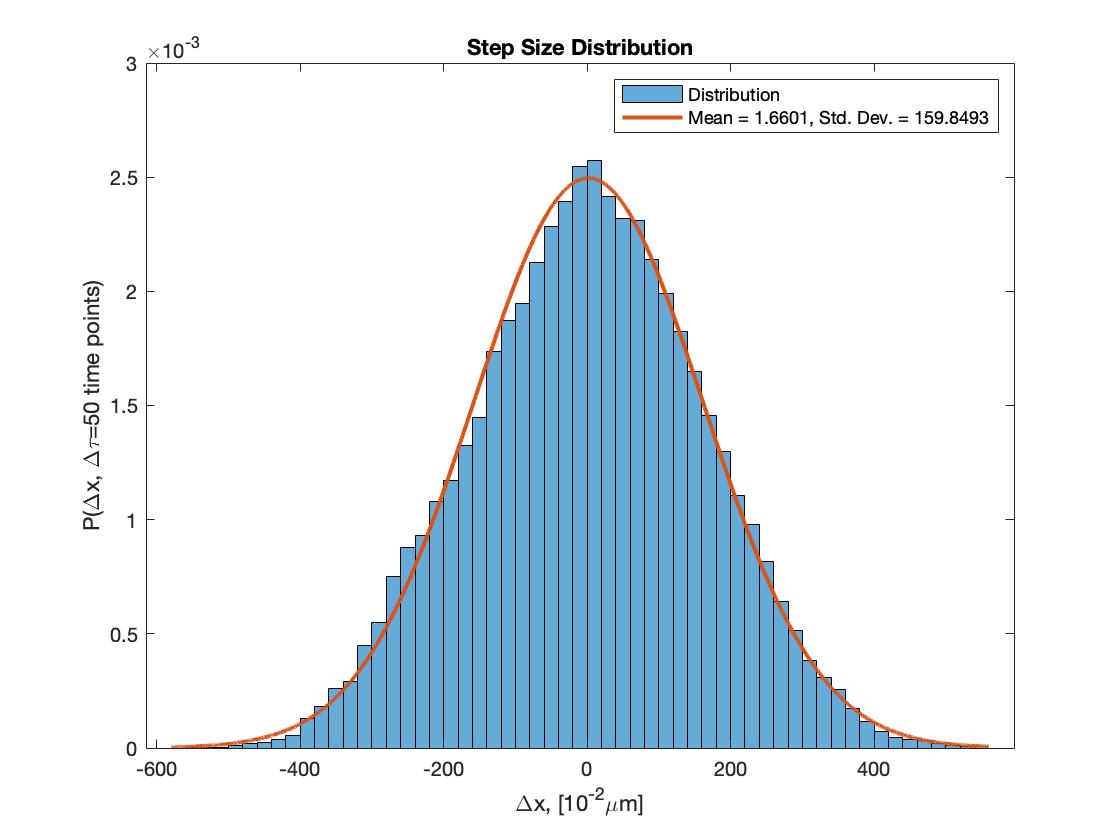 Step Size Distribution
×10⁻³
Distribution
Mean = 1.6601, Std. Dev. = 159.8493
3
2.5
2
1.5
1
0.5
0
P(Δx, Δτ=50 time points)
-600 -400 -200 0 200 400
Δx, [10⁻²μm]